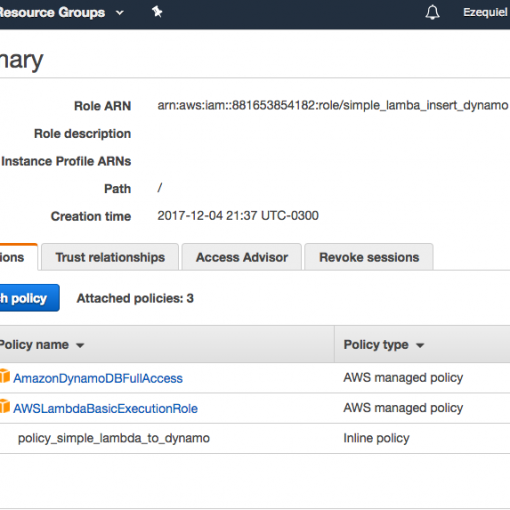 Resource Groups
Ezequiel
mary
Role ARN arn:aws:iam::881653854182:role/simple_lamba_insert_dynamo
Role description
Instance Profile ARNs
Path /
Creation time 2017-12-04 21:37 UTC-0300
ions Trust relationships Access Advisor Revoke sessions
h policy Attached policies: 3
Policy name Policy type
AmazonDynamoDBFullAccess AWS managed policy
AWSLambdaBasicExecutionRole AWS managed policy
policy_simple_lambda_to_dynamo Inline policy